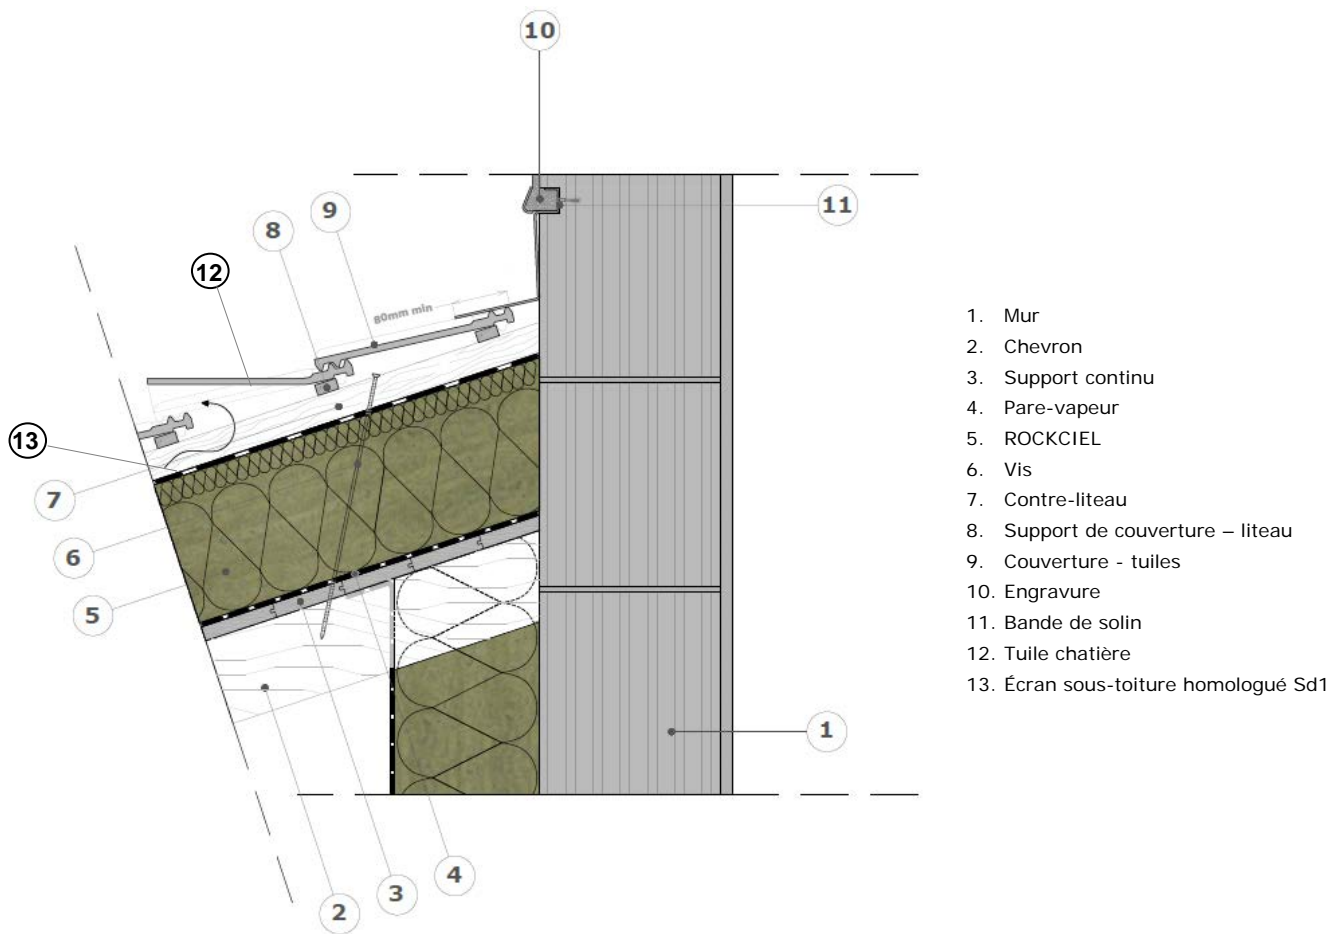 10
11
9
8
12
80mm min
13
7
6
5
4
3
2
1
1. Mur
2. Chevron
3. Support continu
4. Pare-vapeur
5. ROCKCIEL
6. Vis
7. Contre-liteau
8. Support de couverture – liteau
9. Couverture - tuiles
10. Engravure
11. Bande de solin
12. Tuile chatière
13. Écran sous-toiture homologué Sd1